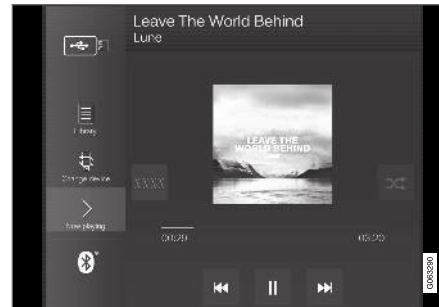 Leave The World Behind
Lune
Library
Change device
Now playing
LEAVE THE
WORLD BEHIND
XXXX
00:29
03:20
G063290